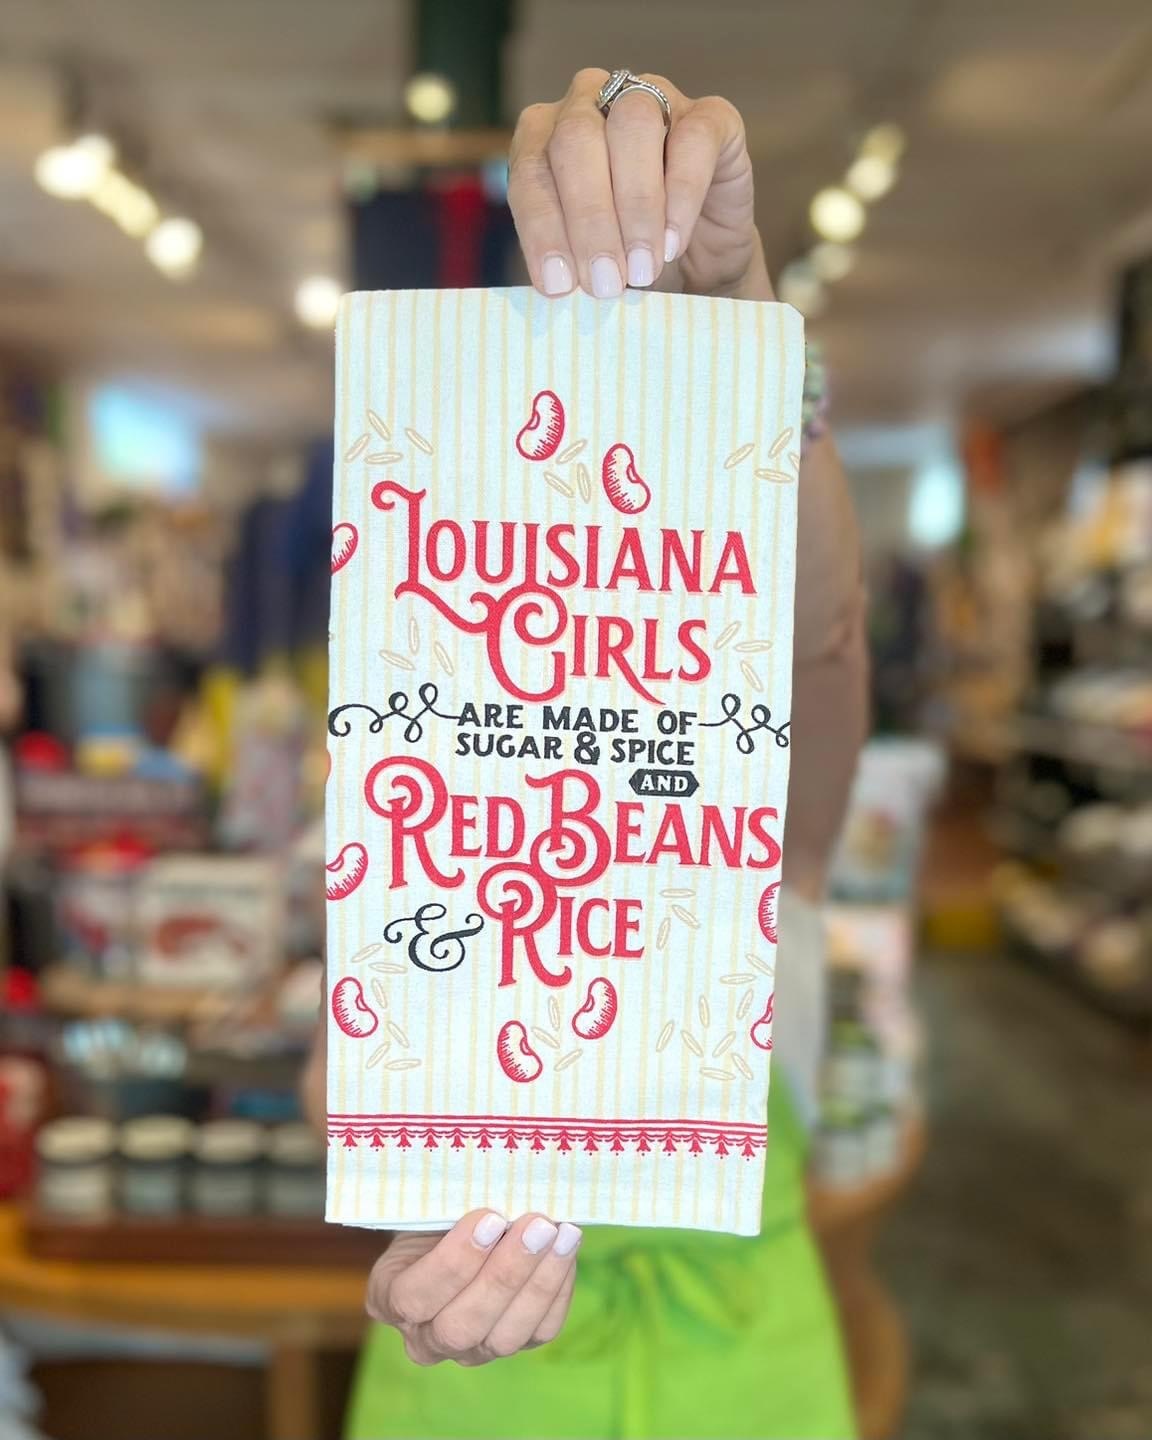 LOUISIANA
GIRLS
ARE MADE OF
SUGAR & SPICE
AND
RED BEANS
& RICE